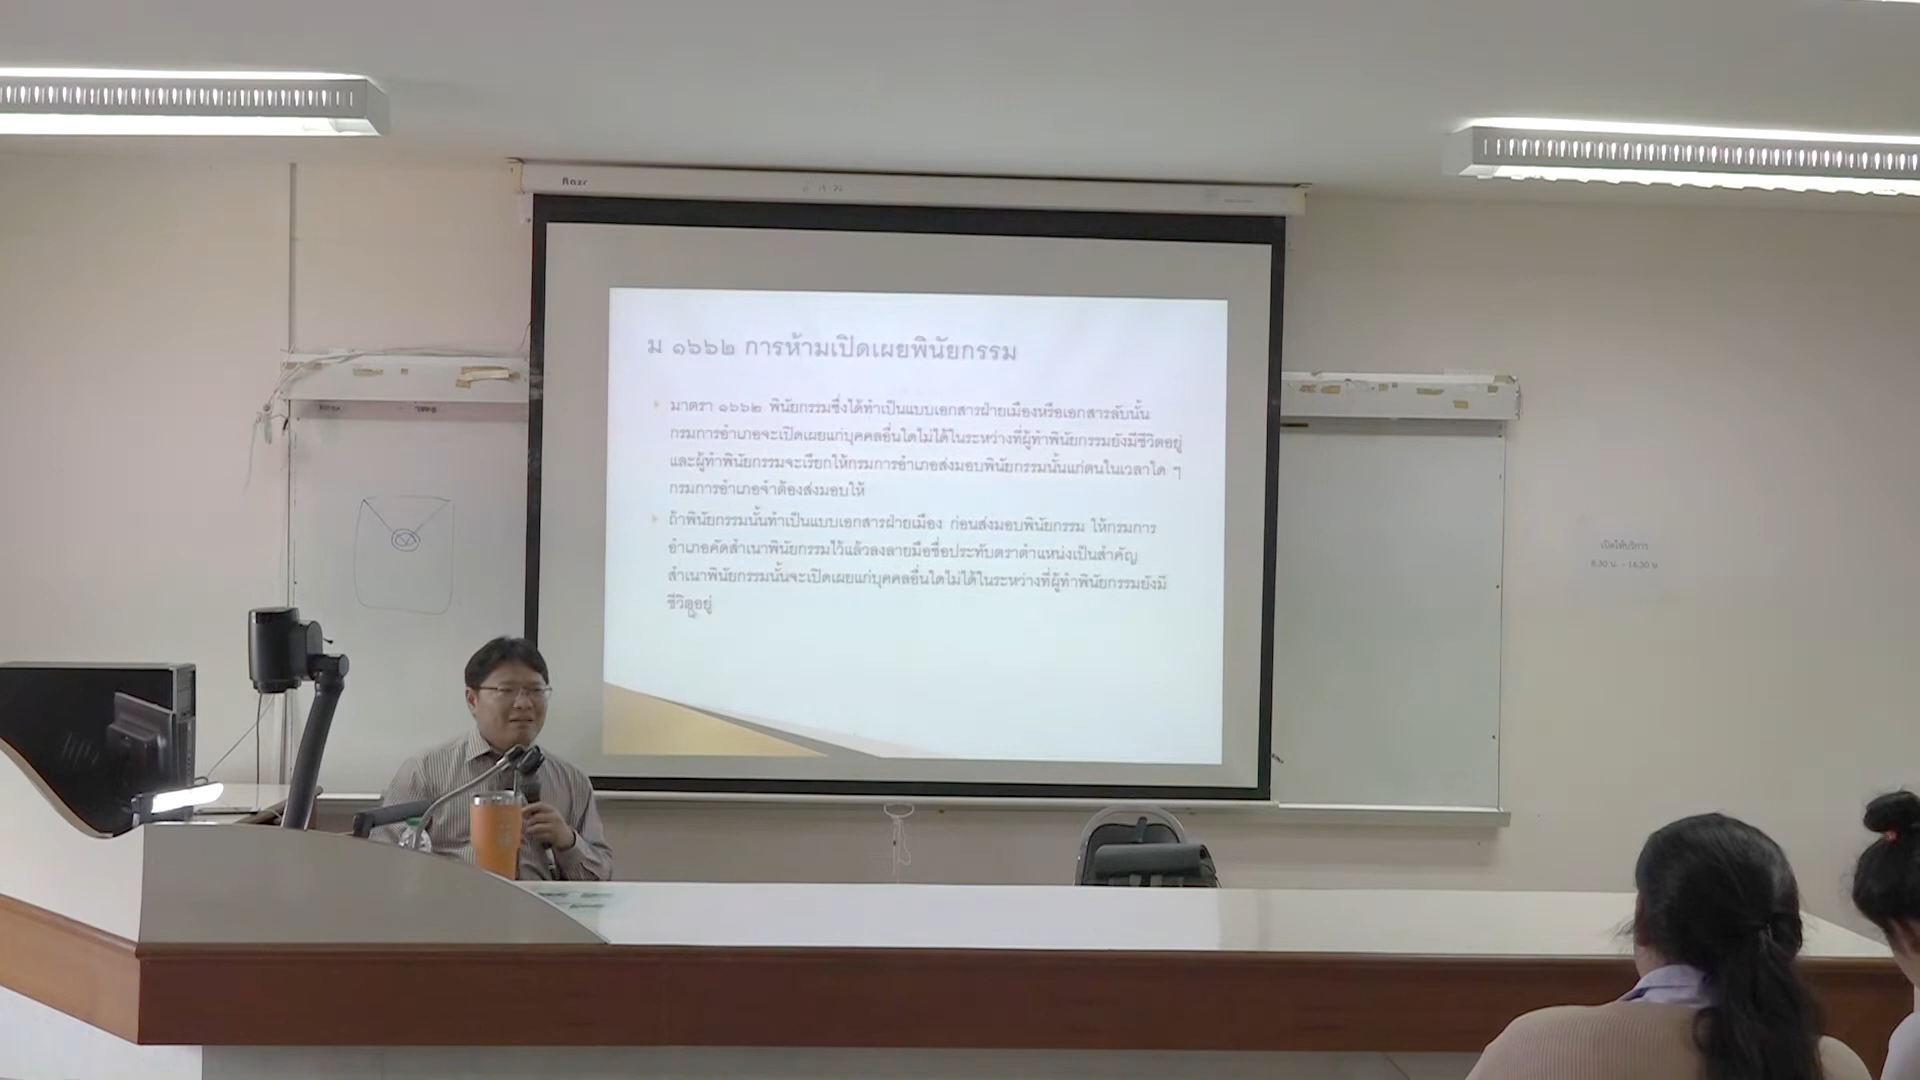 Razr
ม ๑๖๖๒ การห้ามเปิดเผยพินัยกรรม
มาตรา ๑๖๖๒ พินัยกรรมซึ่งได้ทำเป็นแบบเอกสารฝ่ายเมืองหรือเอกสารลับนั้น
กรมการอำเภอจะเปิดเผยแก่บุคคลอื่นใดไม่ได้ในระหว่างที่ผู้ทำพินัยกรรมยังมีชีวิตอยู่
และผู้ทำพินัยกรรมจะเรียกให้กรมการอำเภอส่งมอบพินัยกรรมนั้นแก่ตนในเวลาใด ๆ
กรมการอำเภอจำต้องส่งมอบให้
ถ้าพินัยกรรมนั้นทำเป็นแบบเอกสารฝ่ายเมือง ก่อนส่งมอบพินัยกรรม ให้กรมการ
อำเภอคัดสำเนาพินัยกรรมไว้แล้วลงลายมือชื่อประทับตราตำแหน่งเป็นสำคัญ
สำเนาพินัยกรรมนั้นจะเปิดเผยแก่บุคคลอื่นใดไม่ได้ในระหว่างที่ผู้ทำพินัยกรรมยังมี
ชีวิตอยู่
เปิดให้บริการ
8.30 น. - 16.30 น